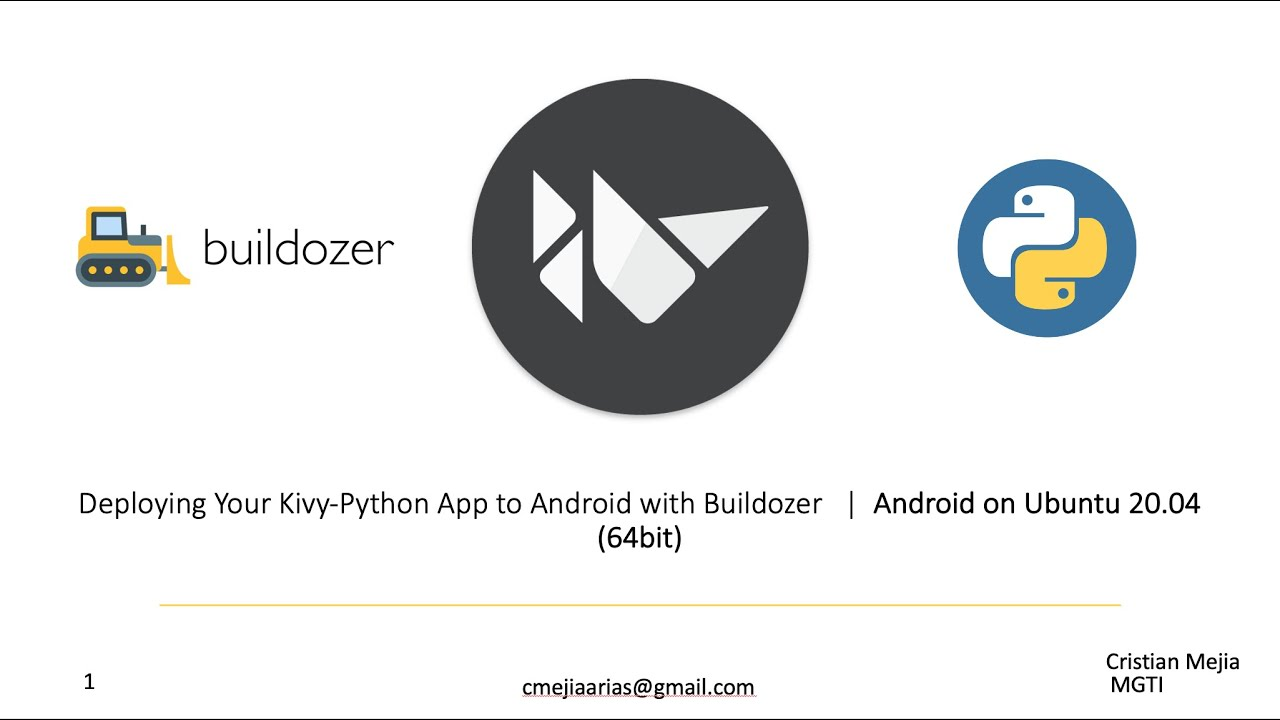 buildozer
Deploying Your Kivy-Python App to Android with Buildozer | Android on Ubuntu 20.04
(64bit)
1
cmejiaarias@gmail.com
Cristian Mejia
MGTI